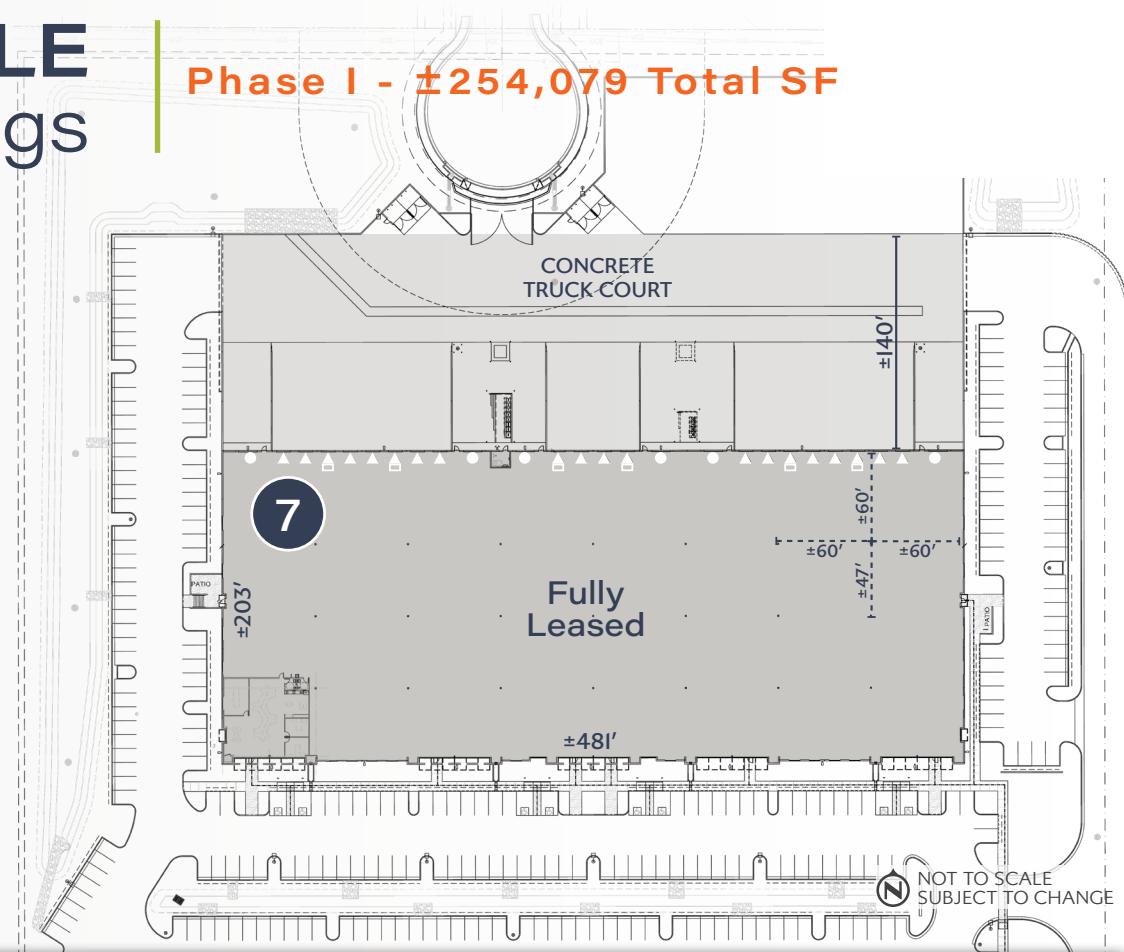 LE
gs
Phase I - ±254,079 Total SF
CONCRETE
TRUCK COURT
±140'
7
±60'
±60'
±60'
±47'
PATIO
±203'
Fully
Leased
PATIO
±481'
N
NOT TO SCALE
SUBJECT TO CHANGE